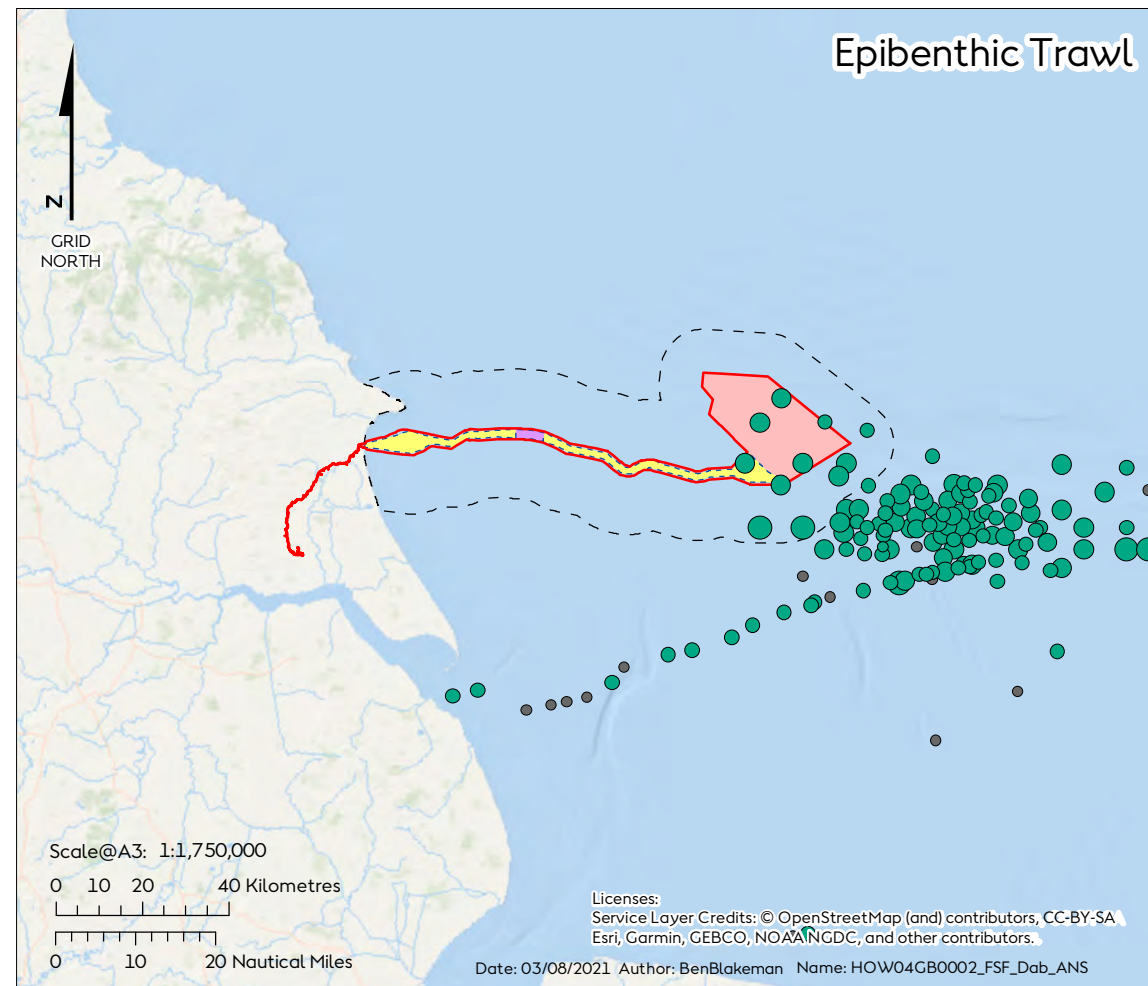 Epibenthic Trawl
N
GRID
NORTH
Scale@A3: 1:1,750,000
0 10 20 40 Kilometres
0 10 20 Nautical Miles
Licenses:
Service Layer Credits: © OpenStreetMap (and) contributors, CC-BY-SA
Esri, Garmin, GEBCO, NOAA NGDC, and other contributors.
Date: 03/08/2021 Author: BenBlakeman Name: HOW04GB0002_FSF_Dab_ANS